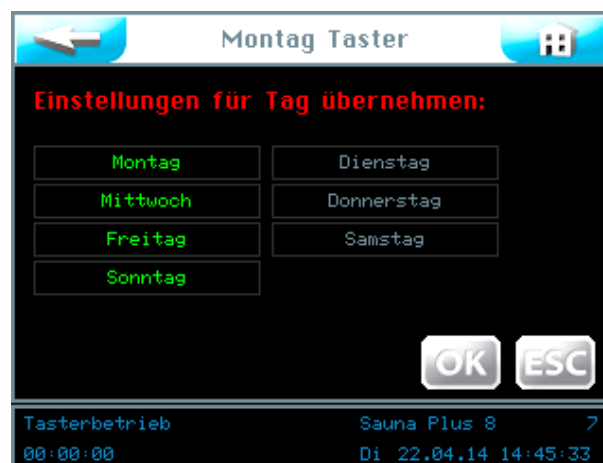 Montag Taster
Einstellungen für Tag übernehmen:
Montag Dienstag
Mittwoch Donnerstag
Freitag Samstag
Sonntag
OK ESC
Tasterbetrieb Sauna Plus 8 7
00:00:00 Di 22.04.14 14:45:33